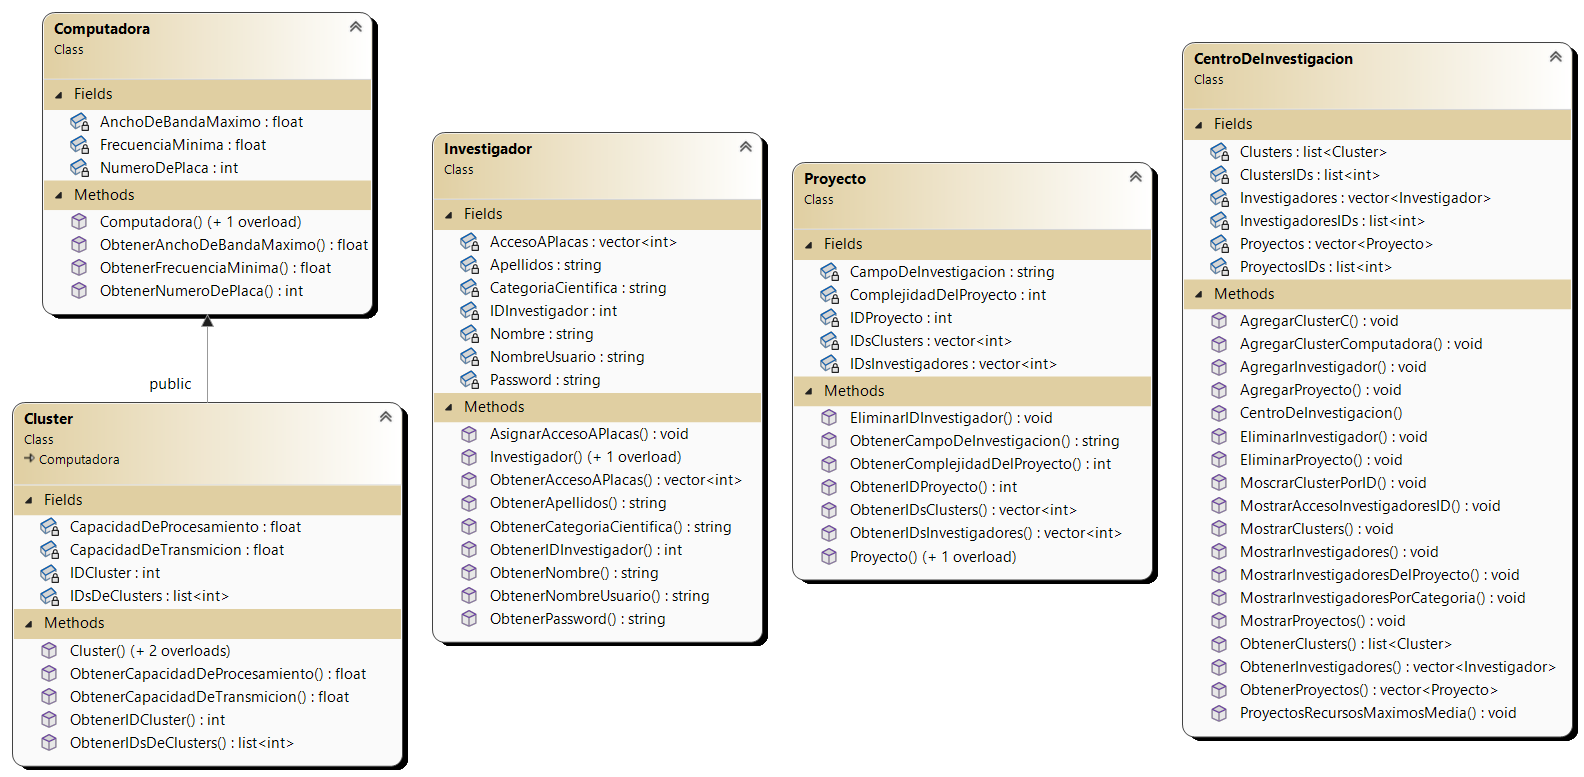 Computadora
Class
Fields
AnchoDeBandaMaximo : float
FrecuenciaMinima : float
NumeroDePlaca : int
Methods
Computadora() (+ 1 overload)
ObtenerAnchoDeBandaMaximo() : float
ObtenerFrecuenciaMinima() : float
ObtenerNumeroDePlaca() : int
public
Cluster
Class
Computadora
Fields
CapacidadDeProcesamiento : float
CapacidadDeTransmicion : float
IDCluster : int
IDsDeClusters : list<int>
Methods
Cluster() (+ 2 overloads)
ObtenerCapacidadDeProcesamiento() : float
ObtenerCapacidadDeTransmicion() : float
ObtenerIDCluster() : int
ObtenerIDsDeClusters() : list<int>
Investigador
Class
Fields
AccesoAPlacas : vector<int>
Apellidos : string
CategoriaCientifica : string
IDInvestigador : int
Nombre : string
NombreUsuario : string
Password : string
Methods
AsignarAccesoAPlacas() : void
Investigador() (+ 1 overload)
ObtenerAccesoAPlacas() : vector<int>
ObtenerApellidos() : string
ObtenerCategoriaCientifica() : string
ObtenerIDInvestigador() : int
ObtenerNombre() : string
ObtenerNombreUsuario() : string
ObtenerPassword() : string
Proyecto
Class
Fields
CampoDeInvestigacion : string
ComplejidadDelProyecto : int
IDProyecto : int
IDsClusters : vector<int>
IDsInvestigadores : vector<int>
Methods
EliminarIDInvestigador() : void
ObtenerCampoDeInvestigacion() : string
ObtenerComplejidadDelProyecto() : int
ObtenerIDProyecto() : int
ObtenerIDsClusters() : vector<int>
ObtenerIDsInvestigadores() : vector<int>
Proyecto() (+ 1 overload)
CentroDeInvestigacion
Class
Fields
Clusters : list<Cluster>
ClustersIDs : list<int>
Investigadores : vector<Investigador>
InvestigadoresIDs : list<int>
Proyectos : vector<Proyecto>
ProyectosIDs : list<int>
Methods
AgregarClusterC() : void
AgregarClusterComputadora() : void
AgregarInvestigador() : void
AgregarProyecto() : void
CentroDeInvestigacion()
EliminarInvestigador() : void
EliminarProyecto() : void
MoscrarClusterPorID() : void
MostrarAccesoInvestigadoresID() : void
MostrarClusters() : void
MostrarInvestigadores() : void
MostrarInvestigadoresDelProyecto() : void
MostrarInvestigadoresPorCategoria() : void
MostrarProyectos() : void
ObtenerClusters() : list<Cluster>
ObtenerInvestigadores() : vector<Investigador>
ObtenerProyectos() : vector<Proyecto>
ProyectosRecursosMaximosMedia() : void